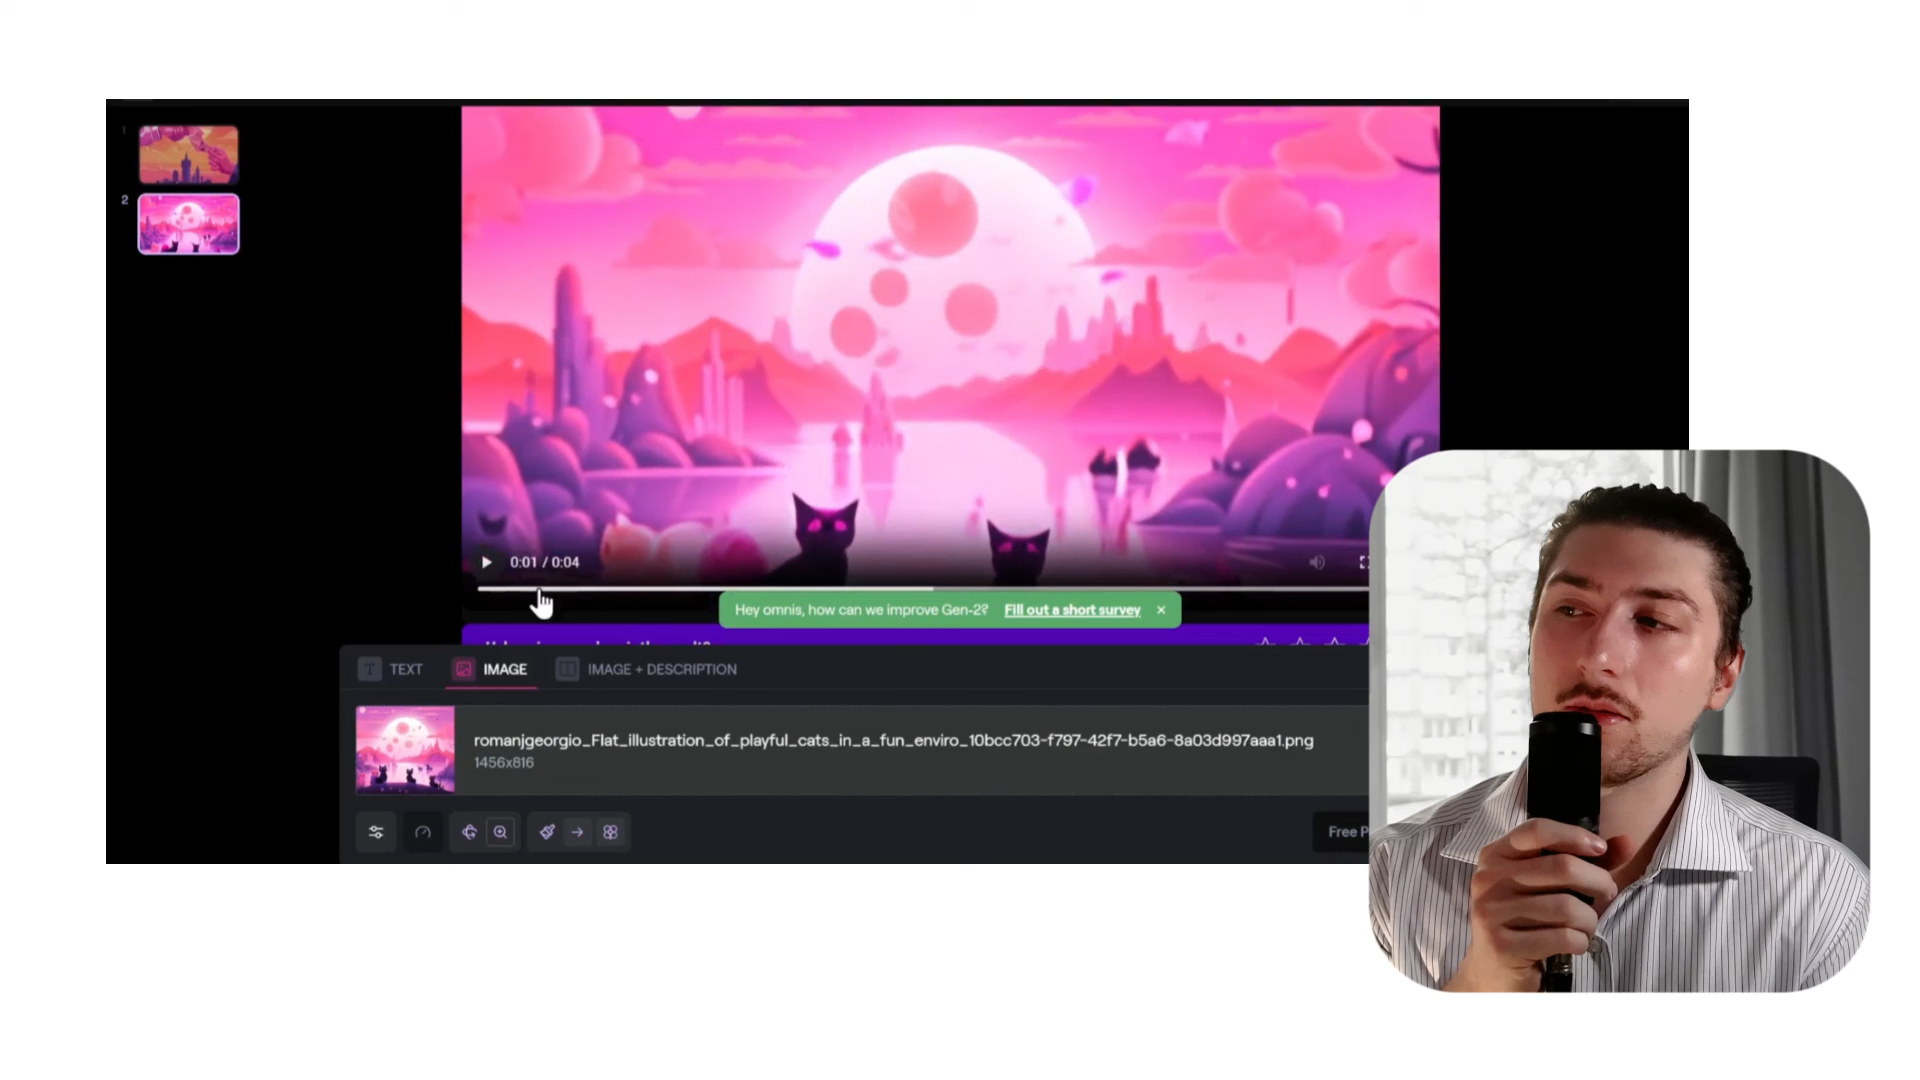 1
2
0:01 / 0:04
Hey omnis, how can we improve Gen-2? Fill out a short survey ×
TEXT IMAGE IMAGE + DESCRIPTION
romanjgeorgio_Flat_illustration_of_playful_cats_in_a_fun_enviro_10bcc703-f797-42f7-b5a6-8a03d997aaa1.png
1456x816
Free P